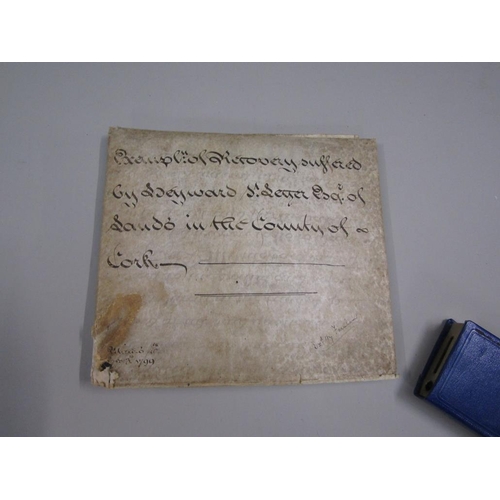 Exempl:n of Recovery suffered
by Heyward St. Leger Esq:r of
Lands in the County of
Cork